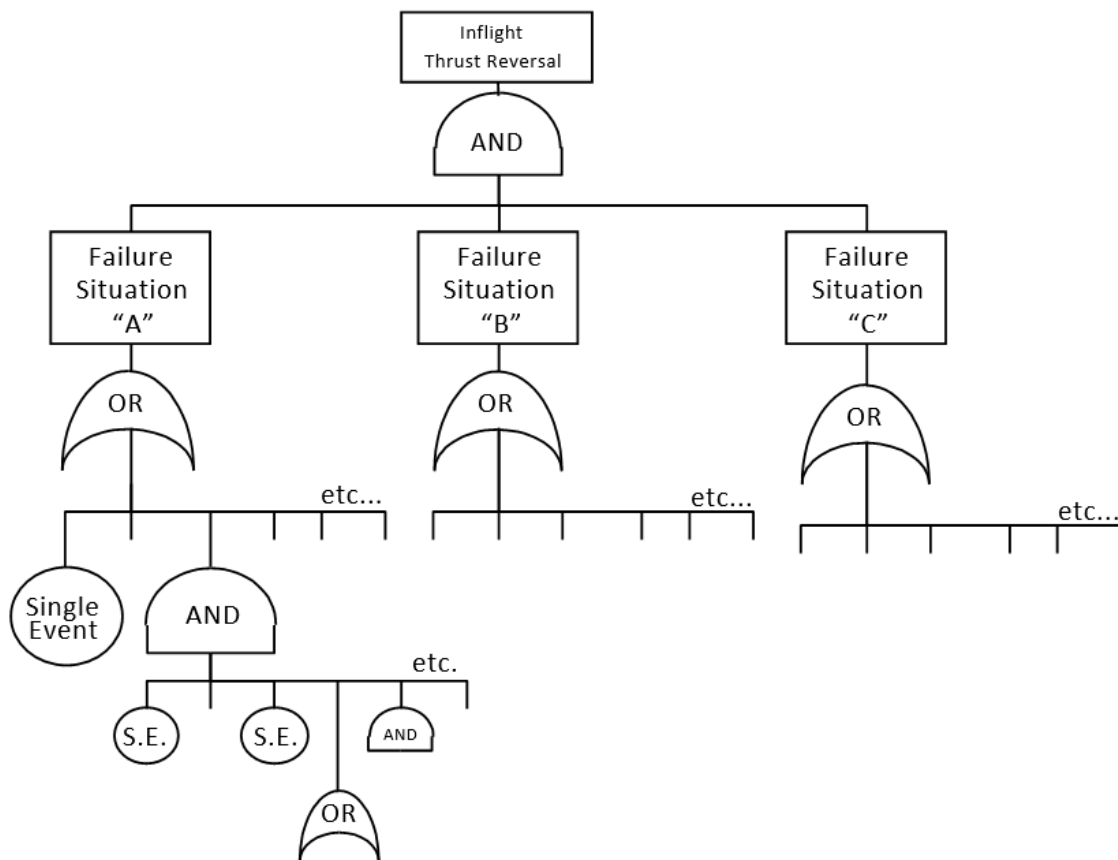 Inflight
Thrust Reversal
AND
Failure
Situation
“A”
Failure
Situation
“B”
Failure
Situation
“C”
OR
OR
OR
etc...
etc...
etc...
Single
Event
AND
etc.
S.E.
S.E.
AND
OR